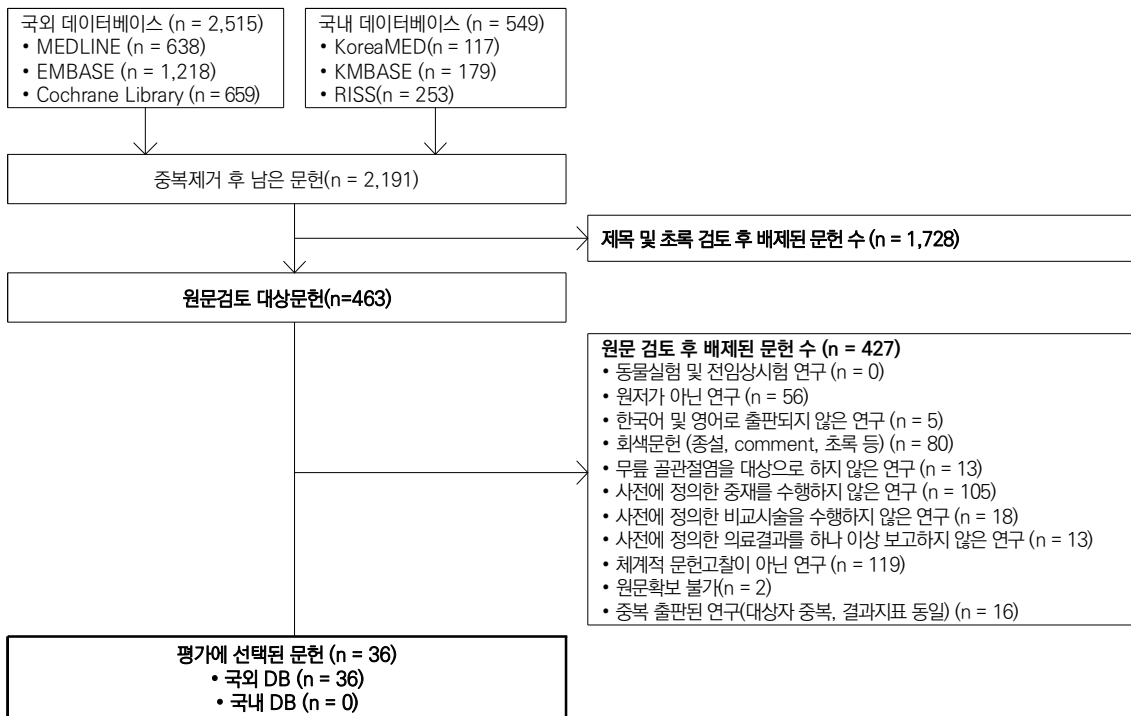 국외 데이터베이스 (n = 2,515)
• MEDLINE (n = 638)
• EMBASE (n = 1,218)
• Cochrane Library (n = 659)
국내 데이터베이스 (n = 549)
• KoreaMED(n = 117)
• KMBASE (n = 179)
• RISS(n = 253)
중복제거 후 남은 문헌(n = 2,191)
제목 및 초록 검토 후 배제된 문헌 수 (n = 1,728)
원문검토 대상문헌(n=463)
원문 검토 후 배제된 문헌 수 (n = 427)
• 동물실험 및 전임상시험 연구 (n = 0)
• 원저가 아닌 연구 (n = 56)
• 한국어 및 영어로 출판되지 않은 연구 (n = 5)
• 회색문헌 (종설, comment, 초록 등) (n = 80)
• 무릎 골관절염을 대상으로 하지 않은 연구 (n = 13)
• 사전에 정의한 중재를 수행하지 않은 연구 (n = 105)
• 사전에 정의한 비교시술을 수행하지 않은 연구 (n = 18)
• 사전에 정의한 의료결과를 하나 이상 보고하지 않은 연구 (n = 13)
• 체계적 문헌고찰이 아닌 연구 (n = 119)
• 원문확보 불가(n = 2)
• 중복 출판된 연구(대상자 중복, 결과지표 동일) (n = 16)
평가에 선택된 문헌 (n = 36)
• 국외 DB (n = 36)
• 국내 DB (n = 0)